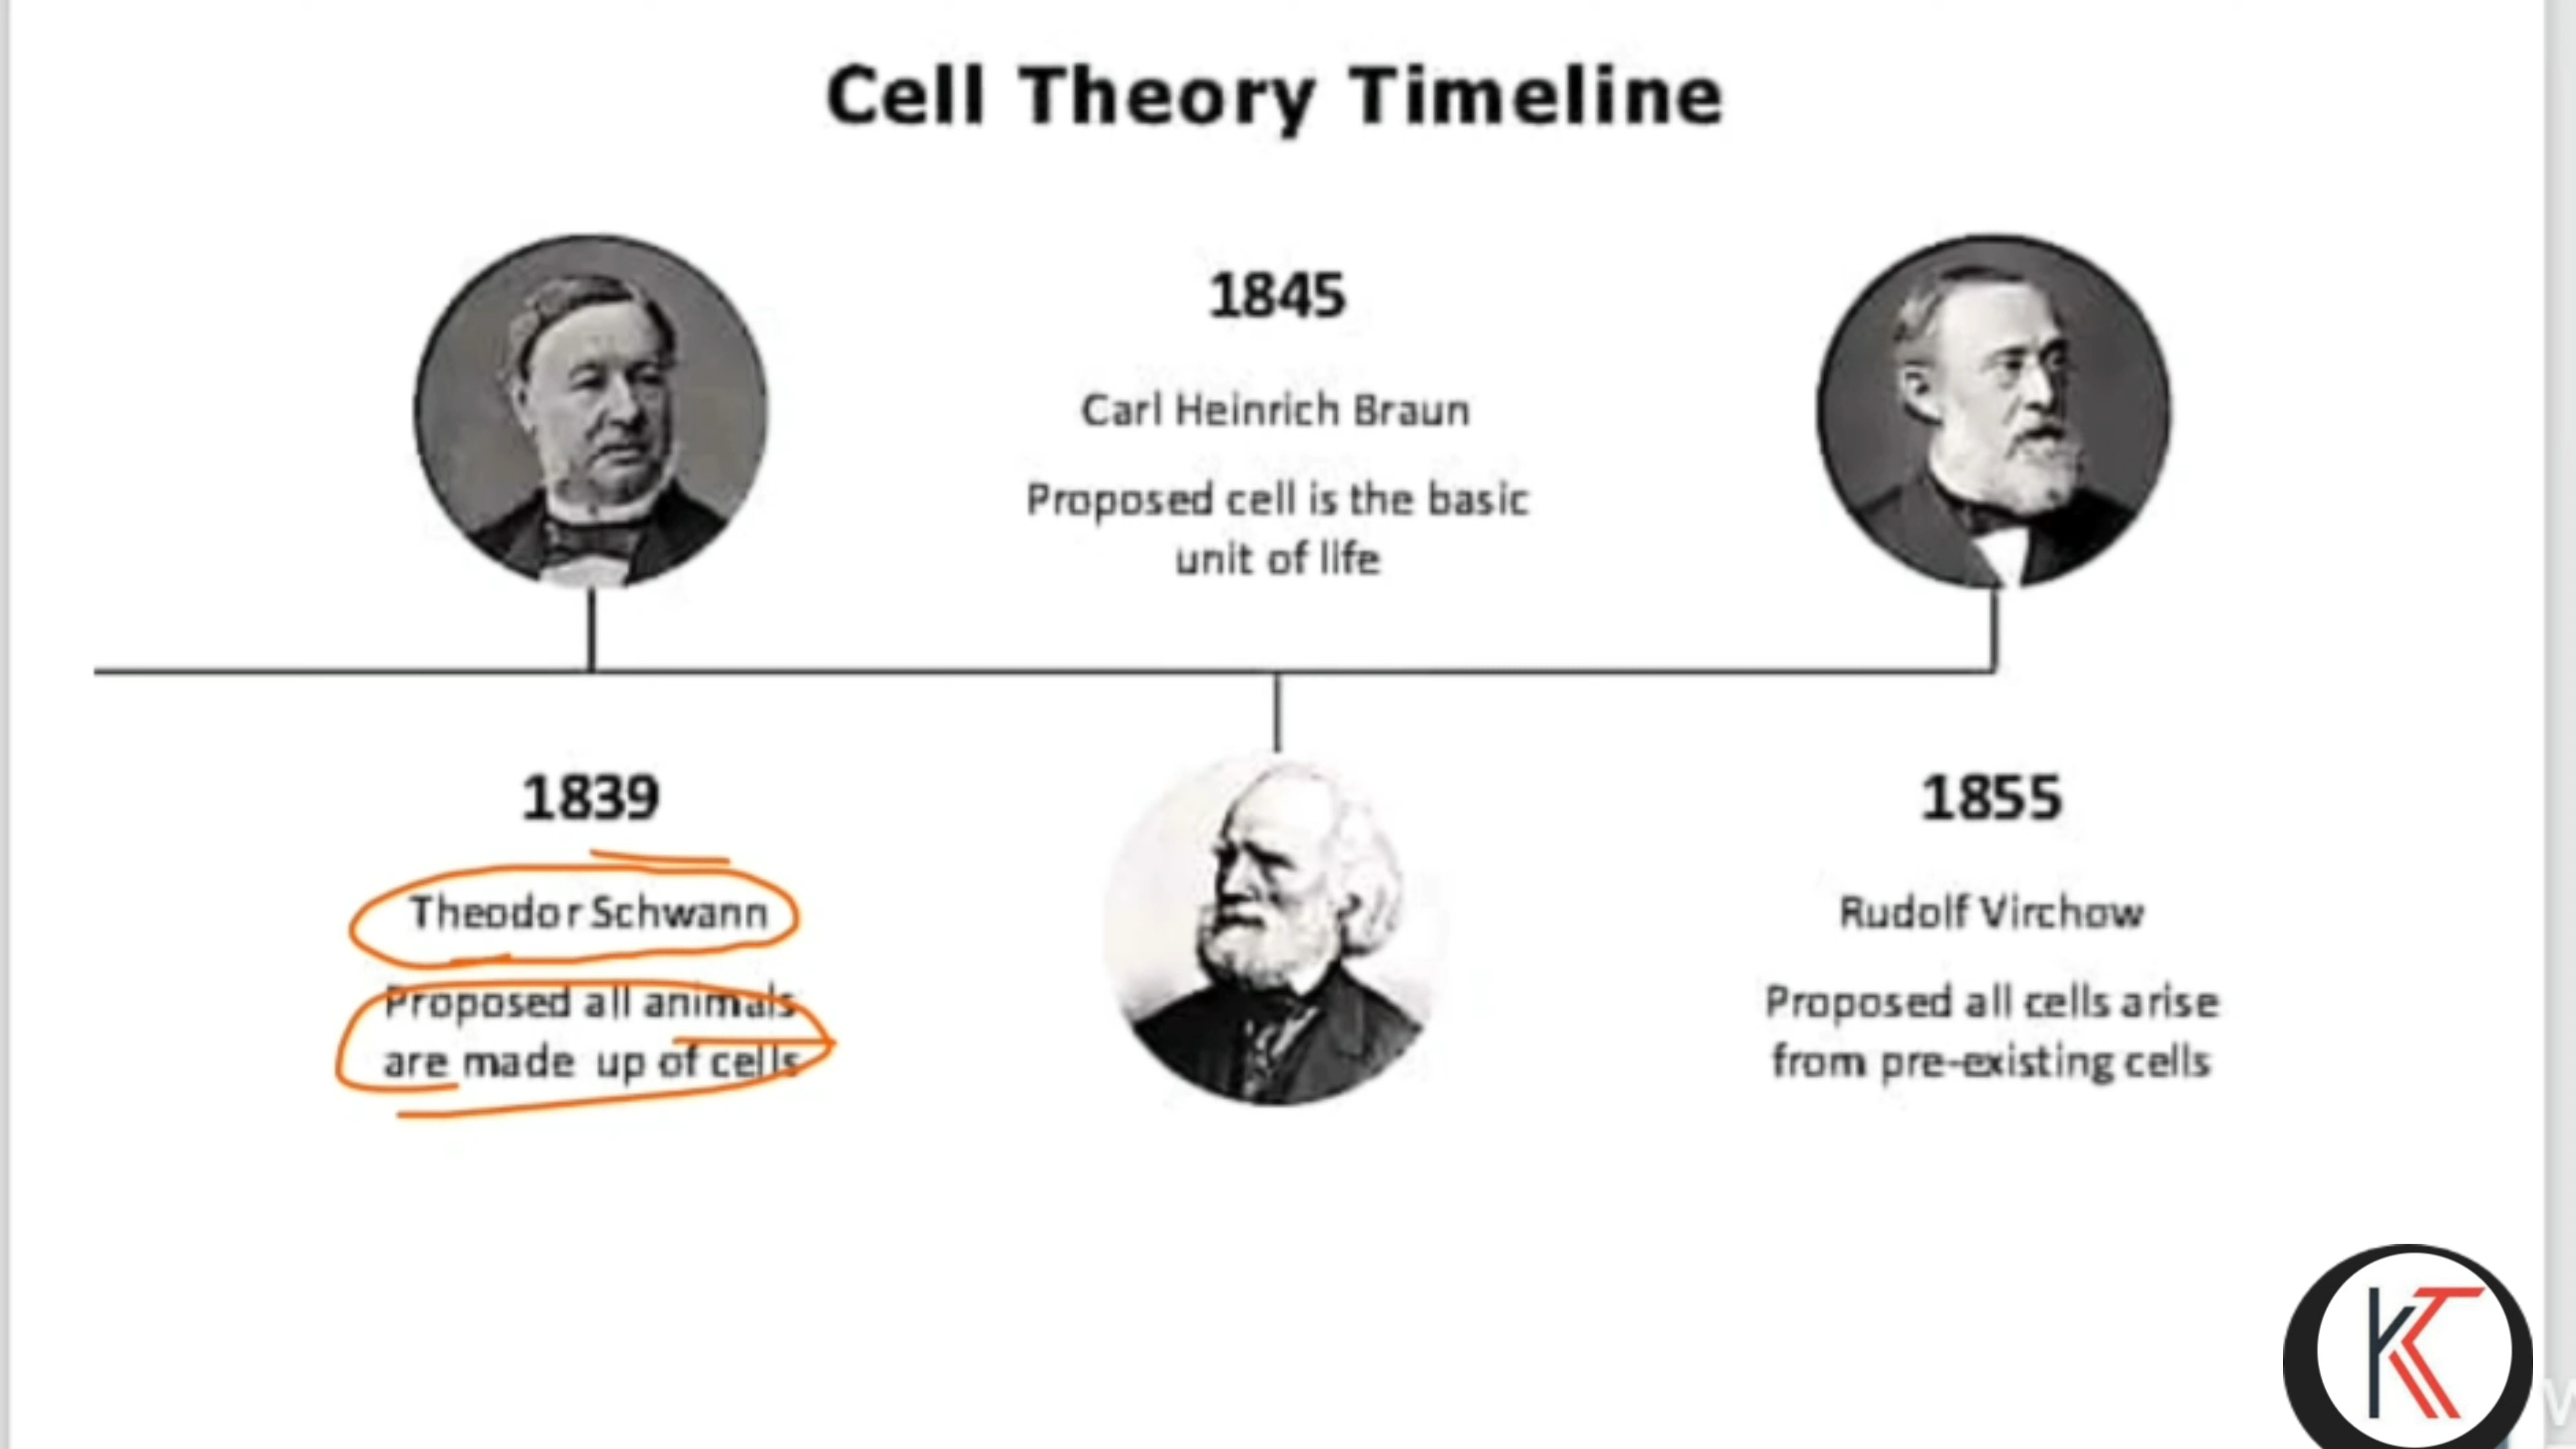 Cell Theory Timeline
1845
Carl Heinrich Braun
Proposed cell is the basic
unit of life
1839
Theodor Schwann
Proposed all animals
are made up of cells
1855
Rudolf Virchow
Proposed all cells arise
from pre-existing cells
KT